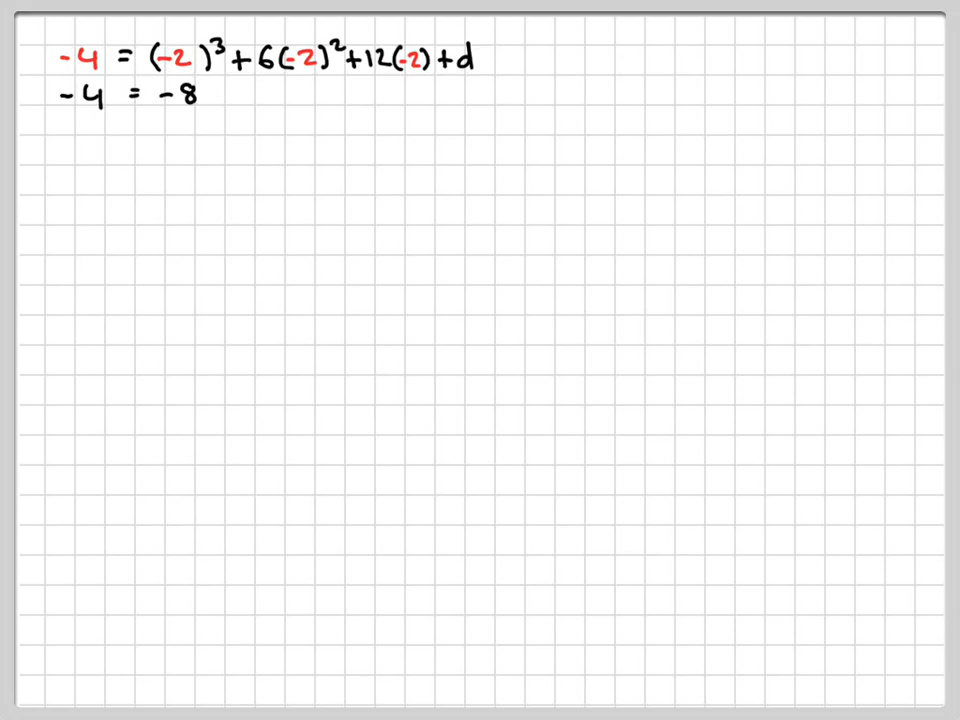 -4 = (-2)³ + 6(-2)² + 12(-2) + d
-4 = -8